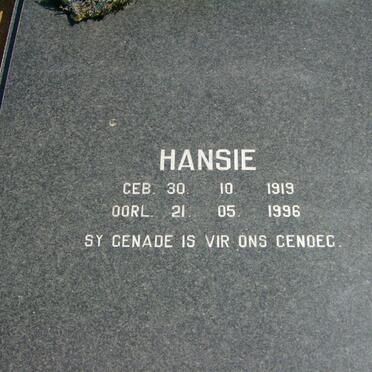 HANSIE
GEB. 30. 10. 1919
OORL. 21. 05. 1996
SY GENADE IS VIR ONS GENOEG.